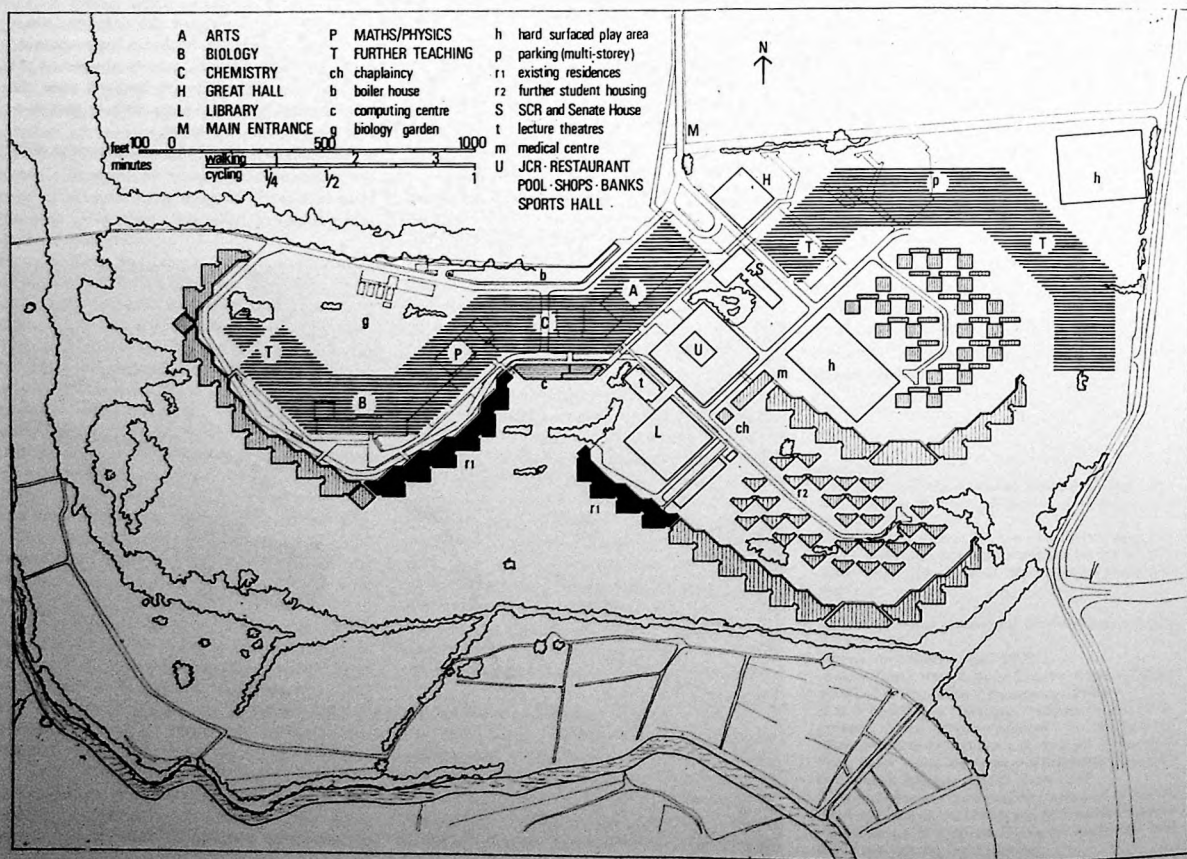 A ARTS
B BIOLOGY
C CHEMISTRY
H GREAT HALL
L LIBRARY
M MAIN ENTRANCE
P MATHS/PHYSICS
T FURTHER TEACHING
ch chaplaincy
b boiler house
c computing centre
g biology garden
h hard surfaced play area
p parking (multi-storey)
r1 existing residences
r2 further student housing
S SCR and Senate House
t lecture theatres
m medical centre
U JCR·RESTAURANT
POOL·SHOPS·BANKS
SPORTS HALL
feet 100 0 500 1000
minutes walking 1 2 3
cycling 1/4 1/2 1
N
M
H
p
h
T
T
S
b
A
g
C
U
h
T
P
c
t
m
B
L
ch
r1
r2
r1